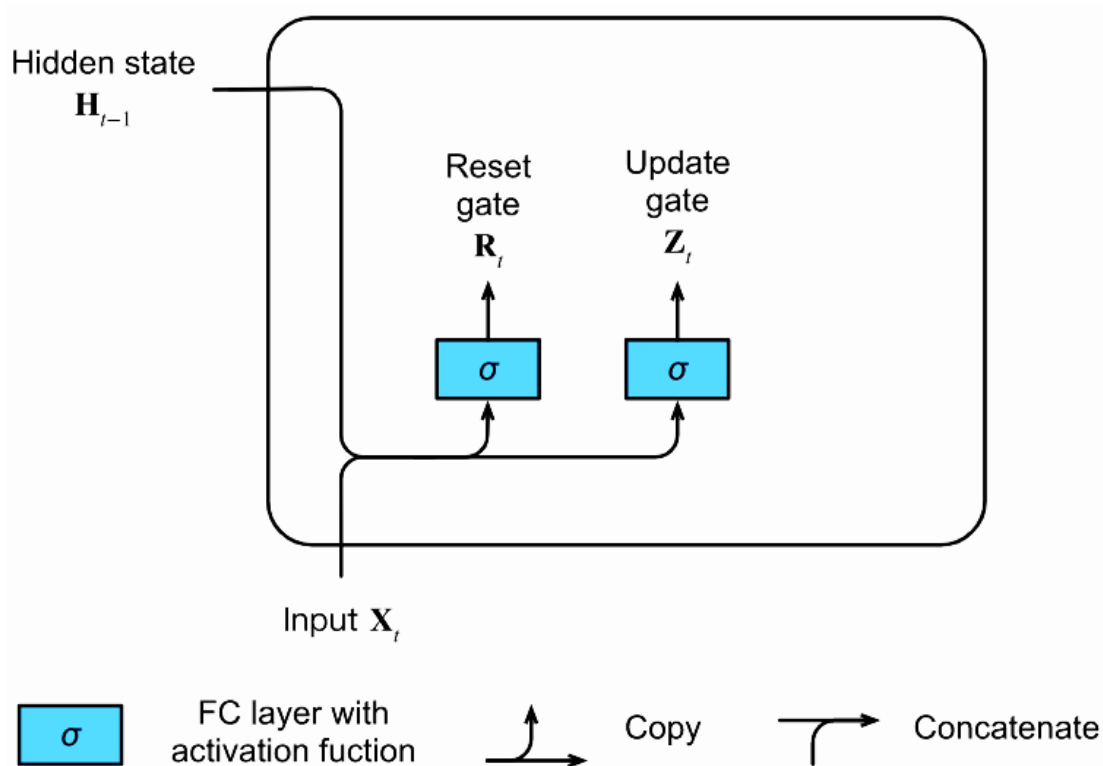 Hidden state
H_{t-1}
Reset
gate
R_t
Update
gate
Z_t
σ
σ
Input X_t
σ
FC layer with
activation fuction
Copy
Concatenate